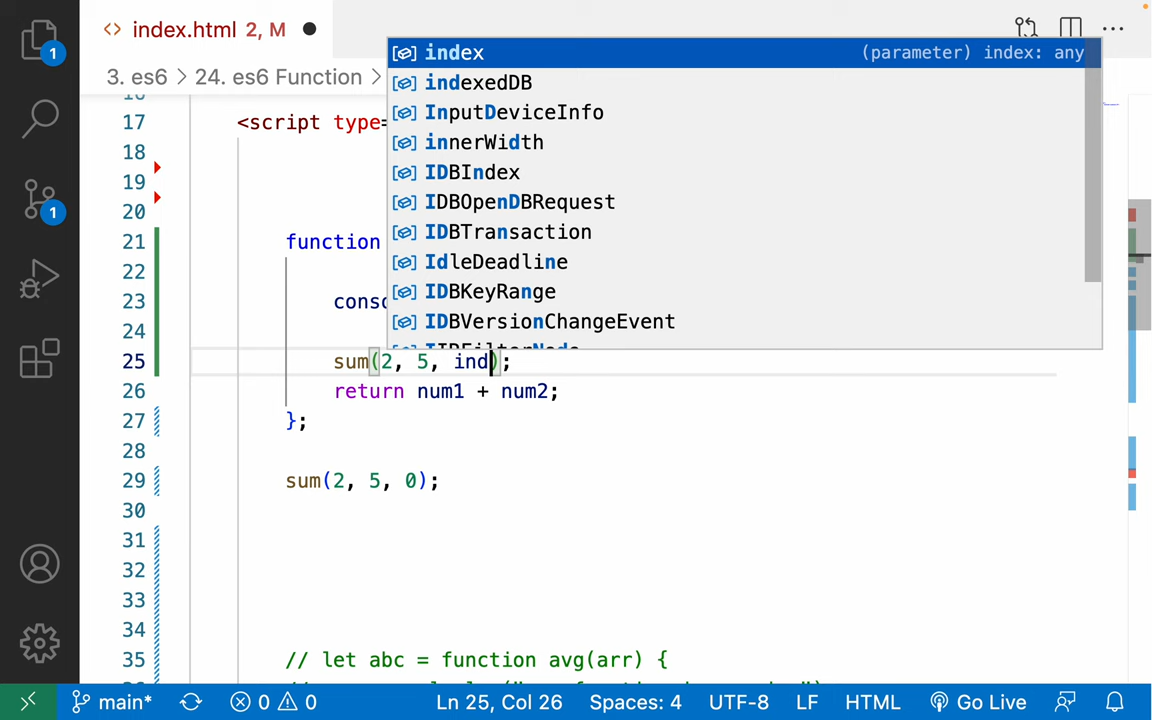 index.html 2, M
index (parameter) index: any
3. es6 > 24. es6 Function >
indexedDB
InputDeviceInfo
innerWidth
IDBIndex
IDBOpenDBRequest
IDBTransaction
IdleDeadline
IDBKeyRange
IDBVersionChangeEvent
1
1
17 <script type=
18
19
20
21 function
22
23 conso
24
25 sum(2, 5, ind);
26 return num1 + num2;
27 };
28
29 sum(2, 5, 0);
30
31
32
33
34
35 // let abc = function avg(arr) {
main* 0 0 Ln 25, Col 26 Spaces: 4 UTF-8 LF HTML Go Live